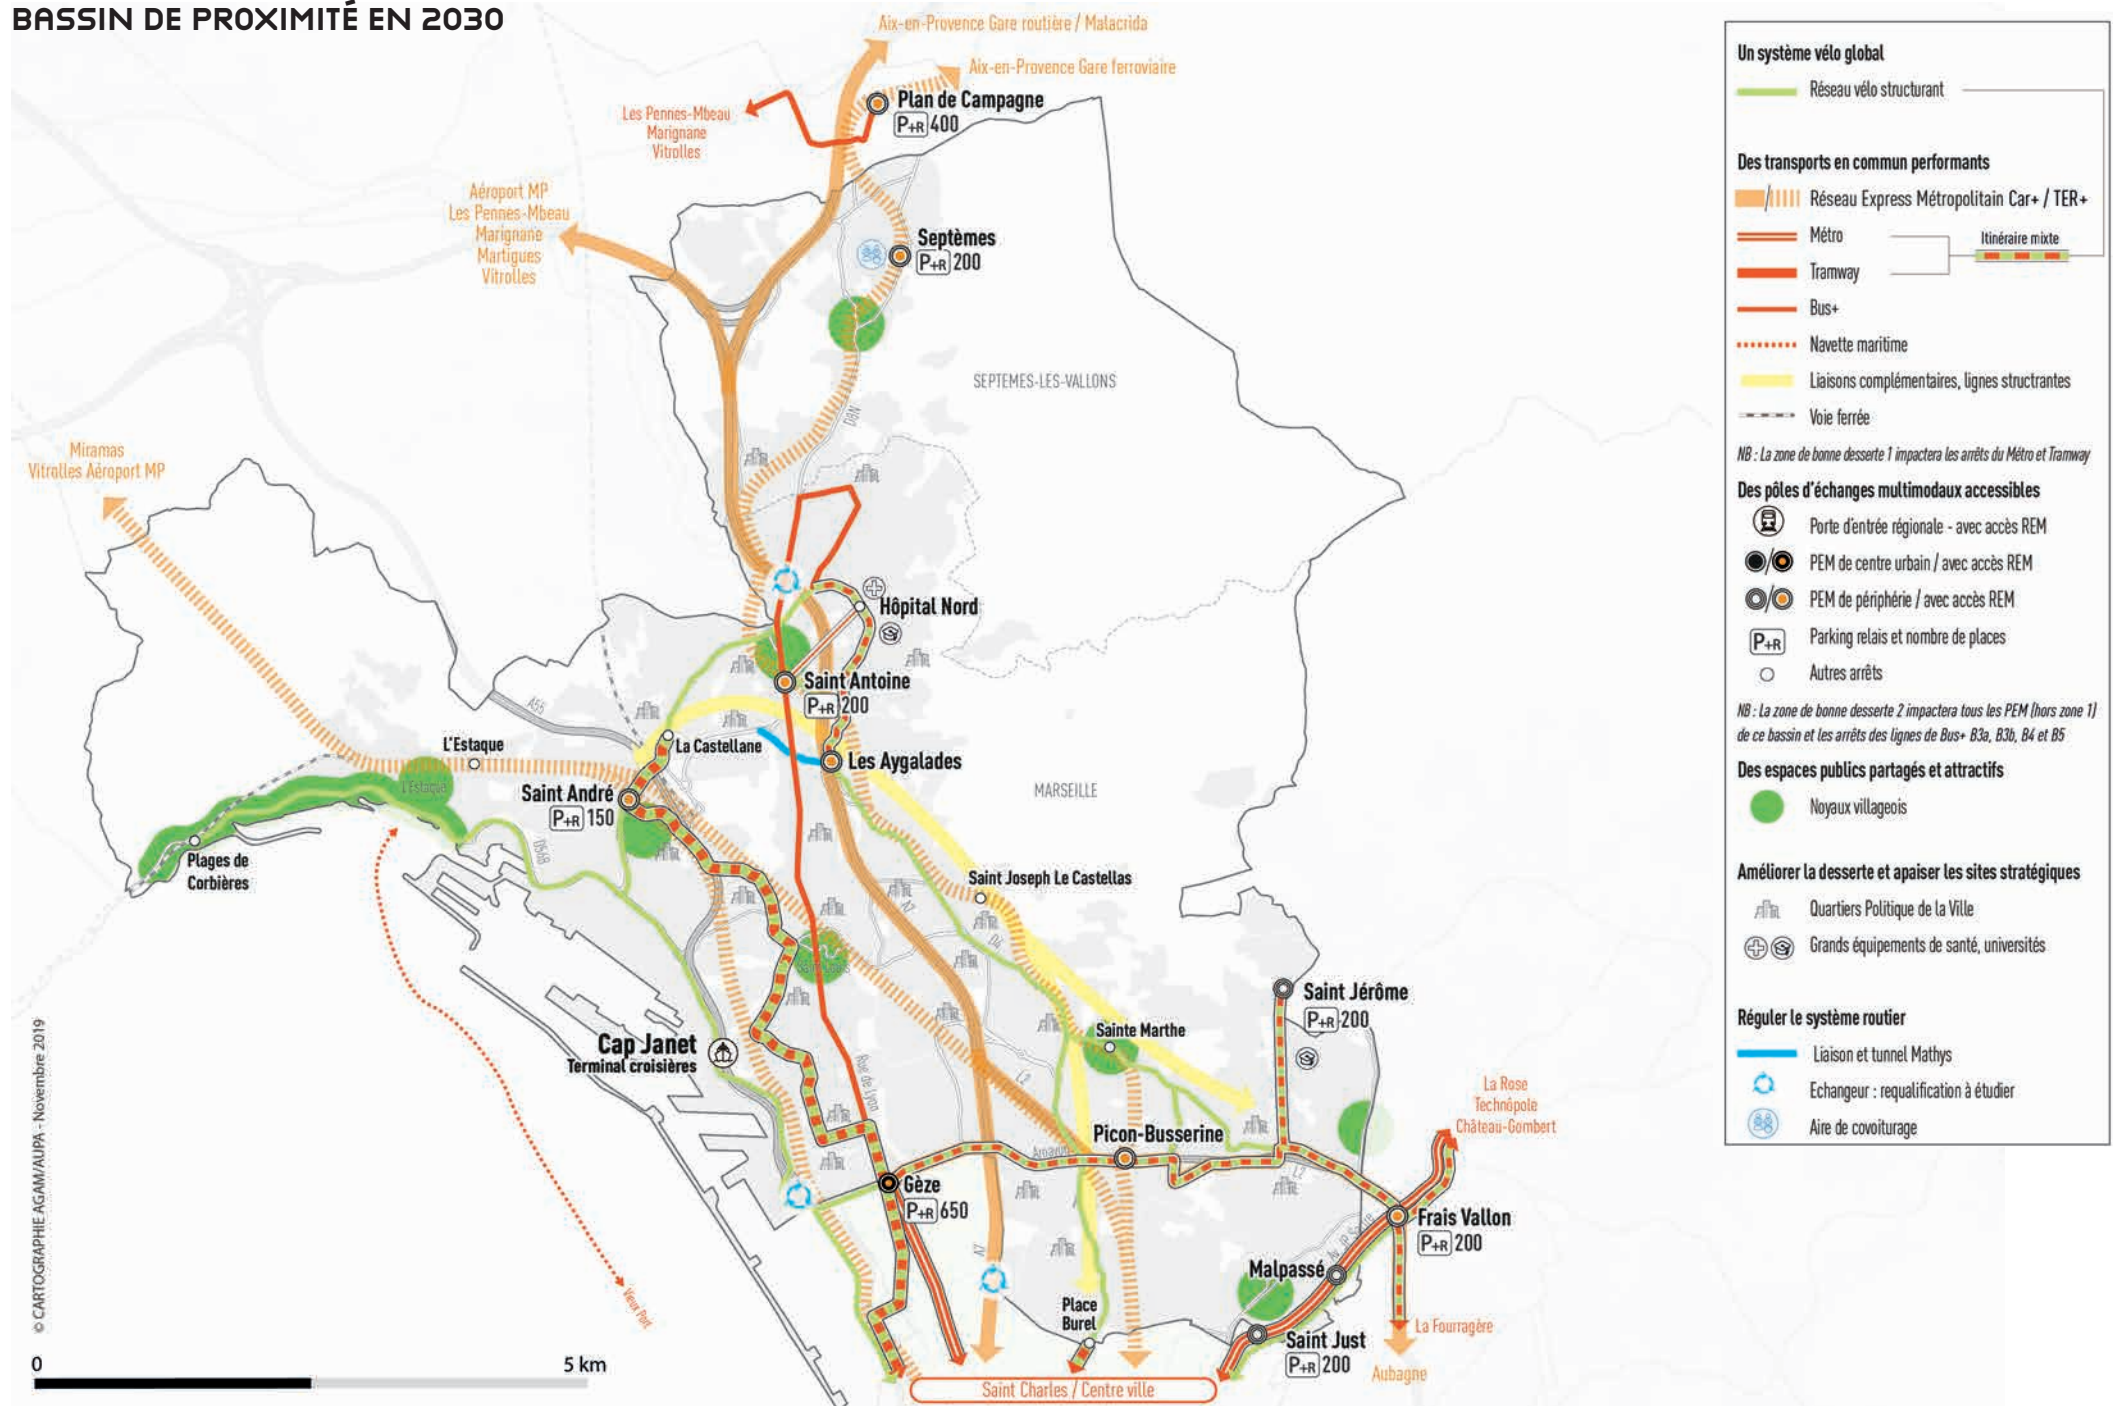 BASSIN DE PROXIMITÉ EN 2030
Aix-en-Provence Gare routière / Malacrida
Aix-en-Provence Gare ferroviaire
Plan de Campagne
P+R 400
Les Pennes-Mbeau
Marignane
Vitrolles
Aéroport MP
Les Pennes-Mbeau
Marignane
Martigues
Vitrolles
Septèmes
P+R 200
SEPTEMES-LES-VALLONS
D8N
Miramas
Vitrolles Aéroport MP
Hôpital Nord
Saint Antoine
P+R 200
A55
La Castellane
L'Estaque
L'Estaque
Les Aygalades
Saint André
P+R 150
MARSEILLE
D568
Plages de
Corbières
Saint Joseph Le Castellas
A7
D4
Saint Jérôme
P+R 200
Sainte Marthe
Cap Janet
Terminal croisières
Rue de Lyon
L2
La Rose
Technôpole
Château-Gombert
Picon-Busserine
Arnavon
L2
Gèze
P+R 650
Frais Vallon
P+R 200
A7
Malpassé
Vieux Port
Place
Burel
La Fourragère
Saint Just
P+R 200
Aubagne
Saint Charles / Centre ville
0 5 km
© CARTOGRAPHIE AGAM/AUPA - Novembre 2019
Un système vélo global
Réseau vélo structurant
Des transports en commun performants
Réseau Express Métropolitain Car+ / TER+
Métro
Itinéraire mixte
Tramway
Bus+
Navette maritime
Liaisons complémentaires, lignes structrantes
Voie ferrée
NB : La zone de bonne desserte 1 impactera les arrêts du Métro et Tramway
Des pôles d'échanges multimodaux accessibles
Porte d'entrée régionale - avec accès REM
PEM de centre urbain / avec accès REM
PEM de périphérie / avec accès REM
P+R Parking relais et nombre de places
Autres arrêts
NB : La zone de bonne desserte 2 impactera tous les PEM (hors zone 1)
de ce bassin et les arrêts des lignes de Bus+ B3a, B3b, B4 et B5
Des espaces publics partagés et attractifs
Noyaux villageois
Améliorer la desserte et apaiser les sites stratégiques
Quartiers Politique de la Ville
Grands équipements de santé, universités
Réguler le système routier
Liaison et tunnel Mathys
Echangeur : requalification à étudier
Aire de covoiturage